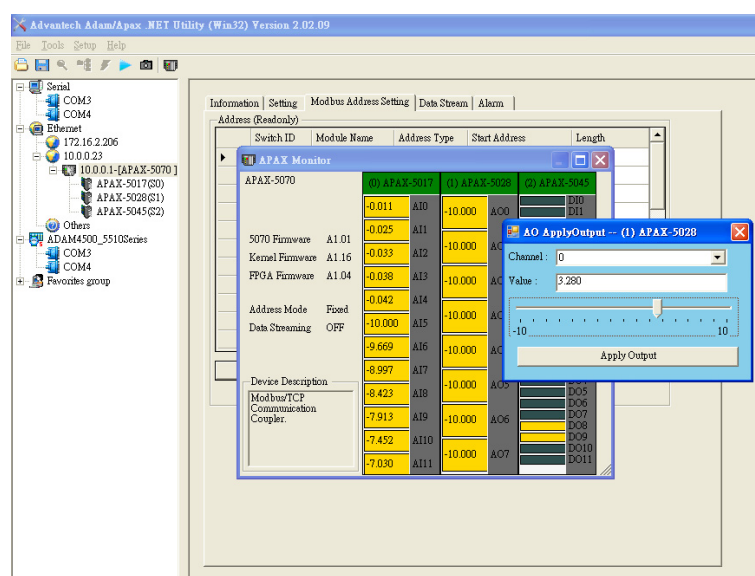 Advantech Adam/Apax .NET Utility (Win32) Version 2.02.09
File Tools Setup Help
Serial
COM3
COM4
Ethernet
172.16.2.206
10.0.0.23
10.0.0.1-[APAX-5070 ]
APAX-5017(S0)
APAX-5028(S1)
APAX-5045(S2)
Others
ADAM4500_5510Series
COM3
COM4
Favorites group
Information Setting Modbus Address Setting Data Stream Alarm
Address (Readonly)
Switch ID Module Name Address Type Start Address Length
APAX Monitor
APAX-5070
5070 Firmware A1.01
Kernel Firmware A1.16
FPGA Firmware A1.04
Address Mode Fixed
Data Streaming OFF
Device Description
Modbus/TCP
Communication
Coupler.
(0) APAX-5017
-0.011 AI0
-0.025 AI1
-0.033 AI2
-0.038 AI3
-0.042 AI4
-10.000 AI5
-9.669 AI6
-8.997 AI7
-8.423 AI8
-7.913 AI9
-7.452 AI10
-7.030 AI11
(1) APAX-5028
-10.000 AO0
-10.000
-10.000
-10.000
-10.000
-10.000 AO5
-10.000 AO6
-10.000 AO7
(2) APAX-5045
DI0
DI1
DO5
DO6
DO7
DO8
DO9
DO10
DO11
AO ApplyOutput -- (1) APAX-5028
Channel : 0
Value : 3.280
-10 10
Apply Output